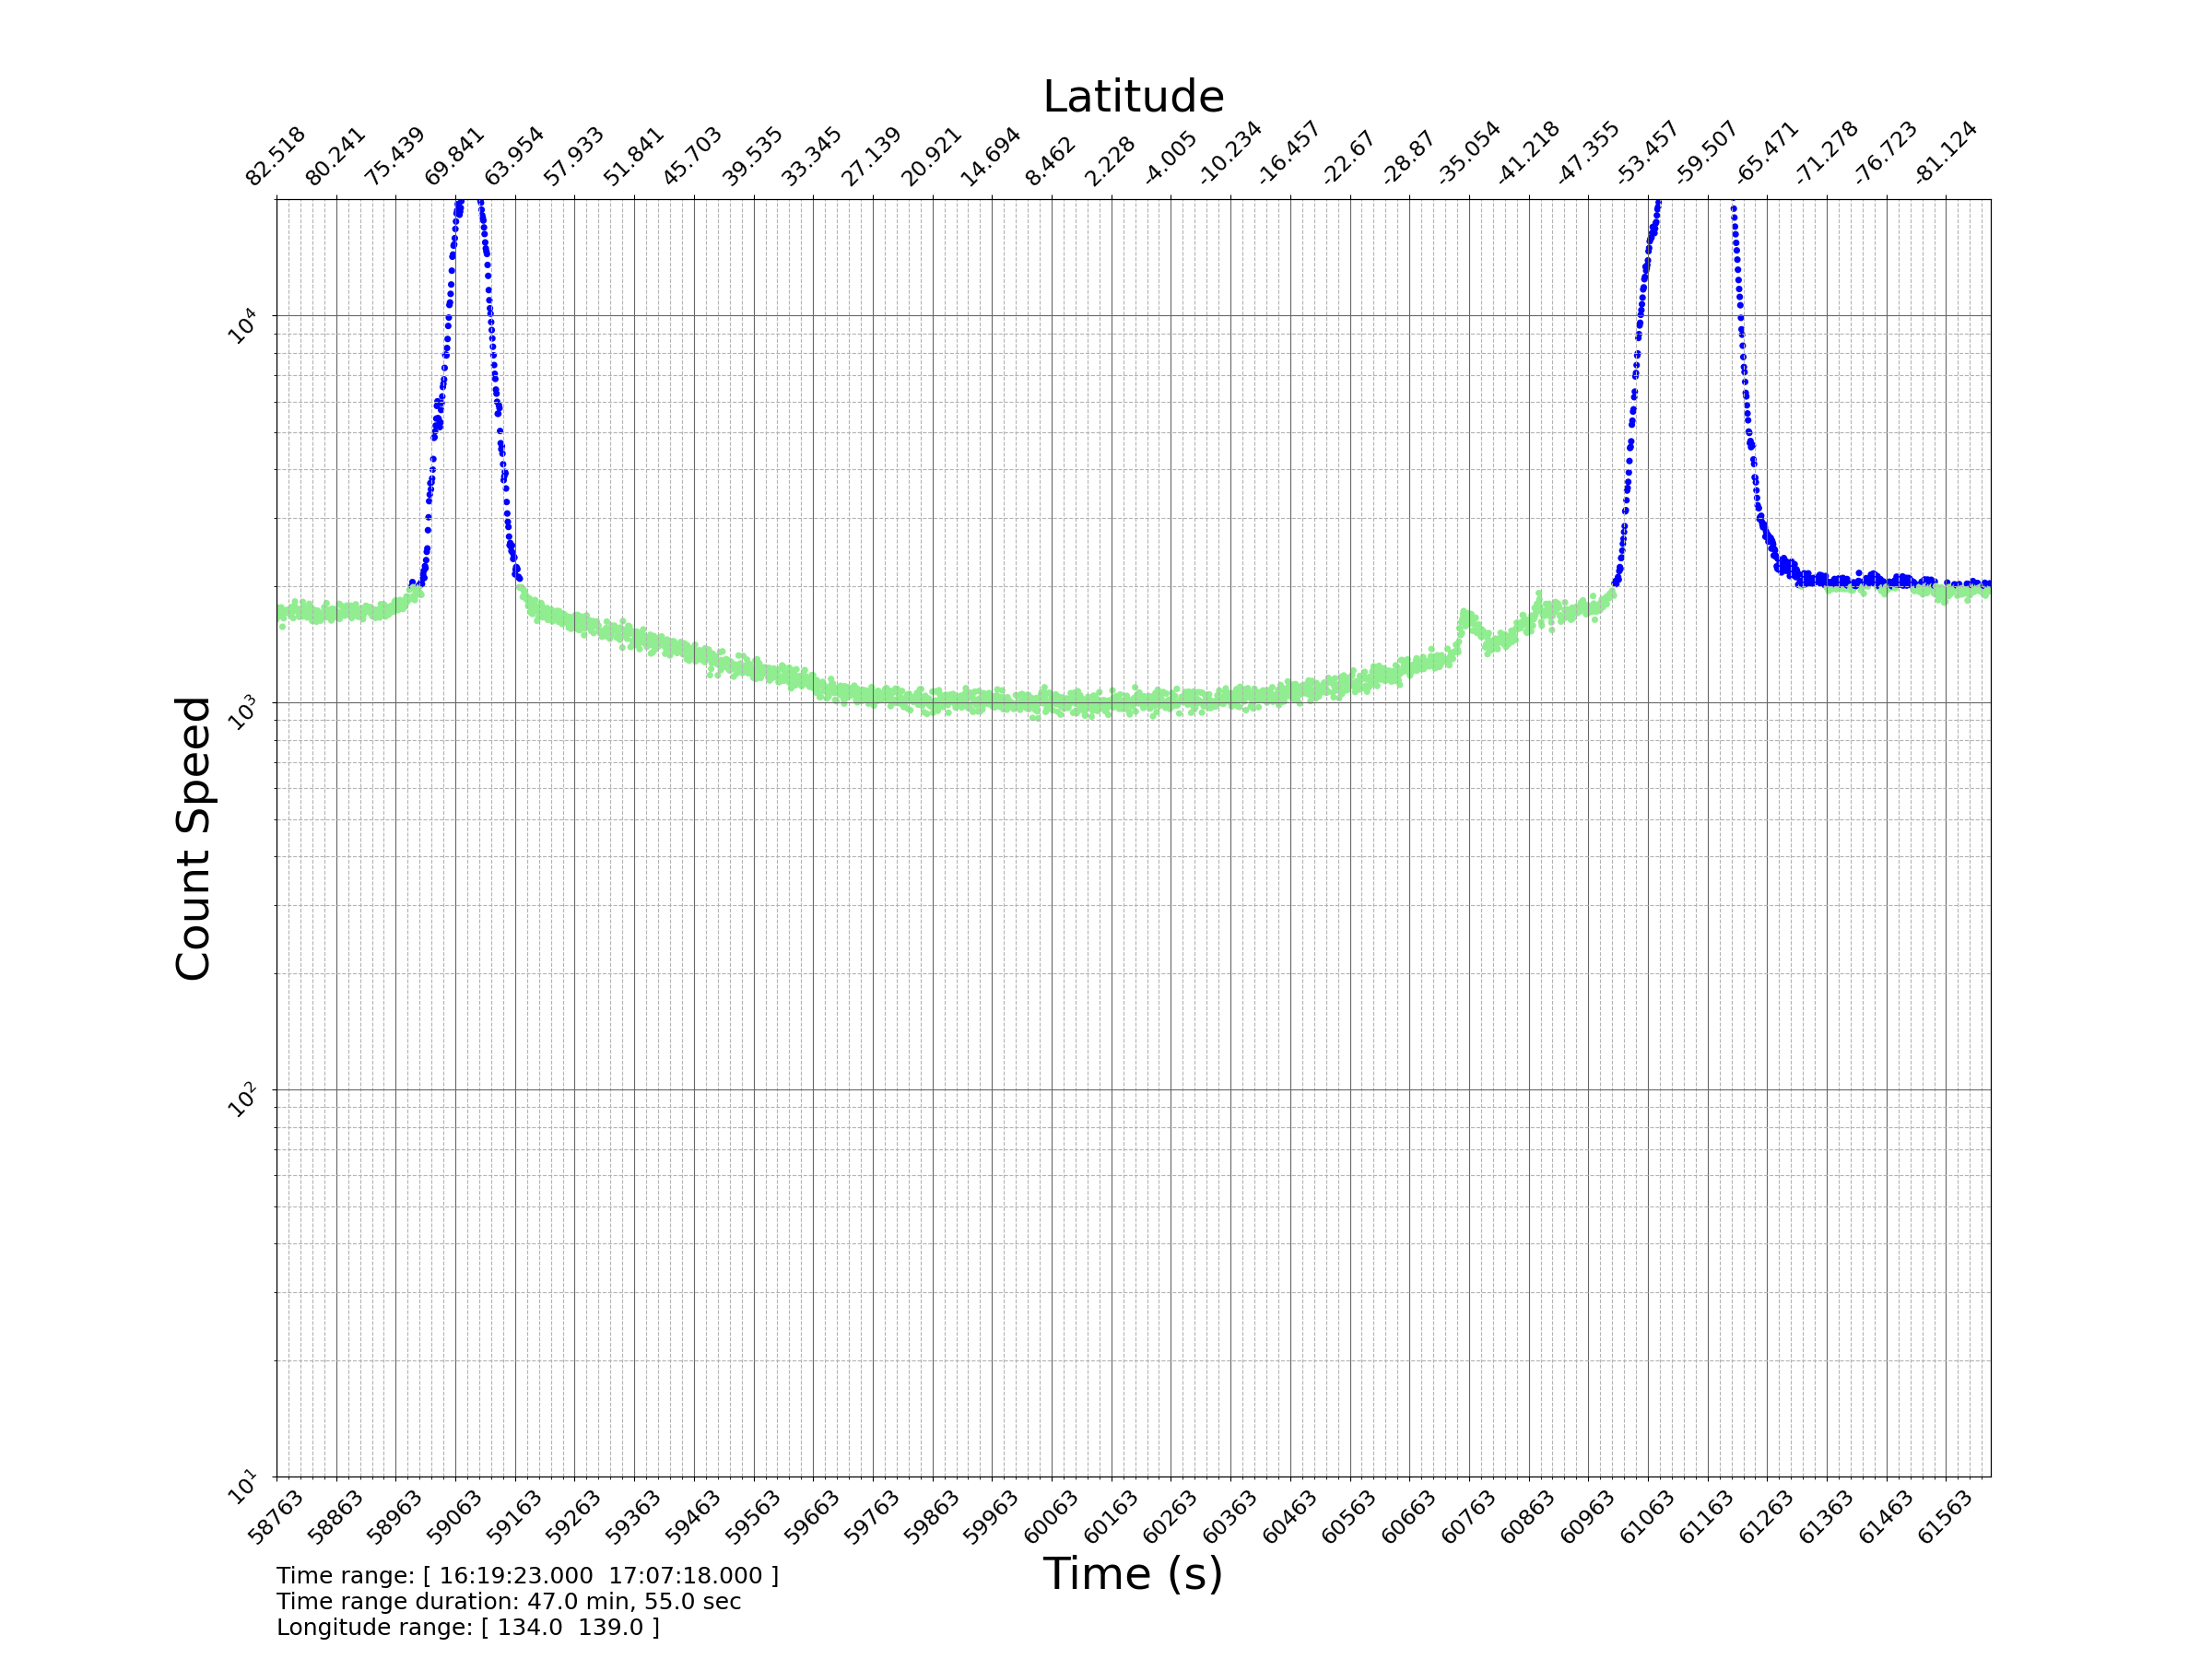 Latitude
82.518 80.241 75.439 69.841 63.954 57.933 51.841 45.703 39.535 33.345 27.139 20.921 14.694 8.462 2.228 -4.005 -10.234 -16.457 -22.67 -28.87 -35.054 -41.218 -47.355 -53.457 -59.507 -65.471 -71.278 -76.723 -81.124
10⁴
10³
10²
10¹
Count Speed
58763 58863 58963 59063 59163 59263 59363 59463 59563 59663 59763 59863 59963 60063 60163 60263 60363 60463 60563 60663 60763 60863 60963 61063 61163 61263 61363 61463 61563
Time (s)
Time range: [ 16:19:23.000  17:07:18.000 ]
Time range duration: 47.0 min, 55.0 sec
Longitude range: [ 134.0  139.0 ]